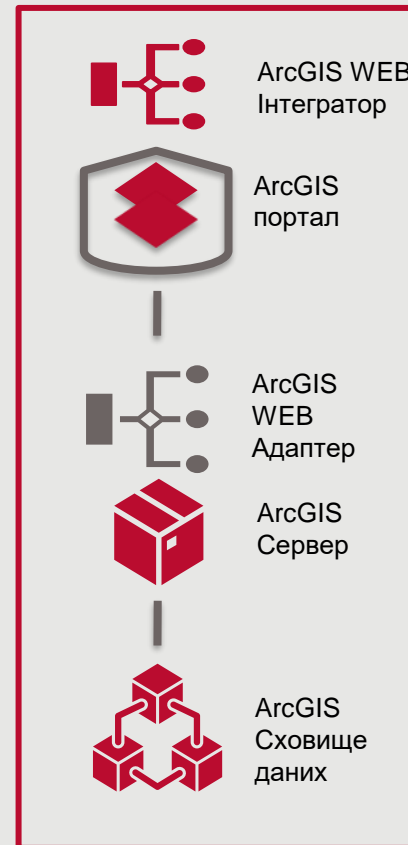 ArcGIS WEB
Інтегратор
ArcGIS
портал
ArcGIS
WEB
Адаптер
ArcGIS
Сервер
ArcGIS
Сховище
даних